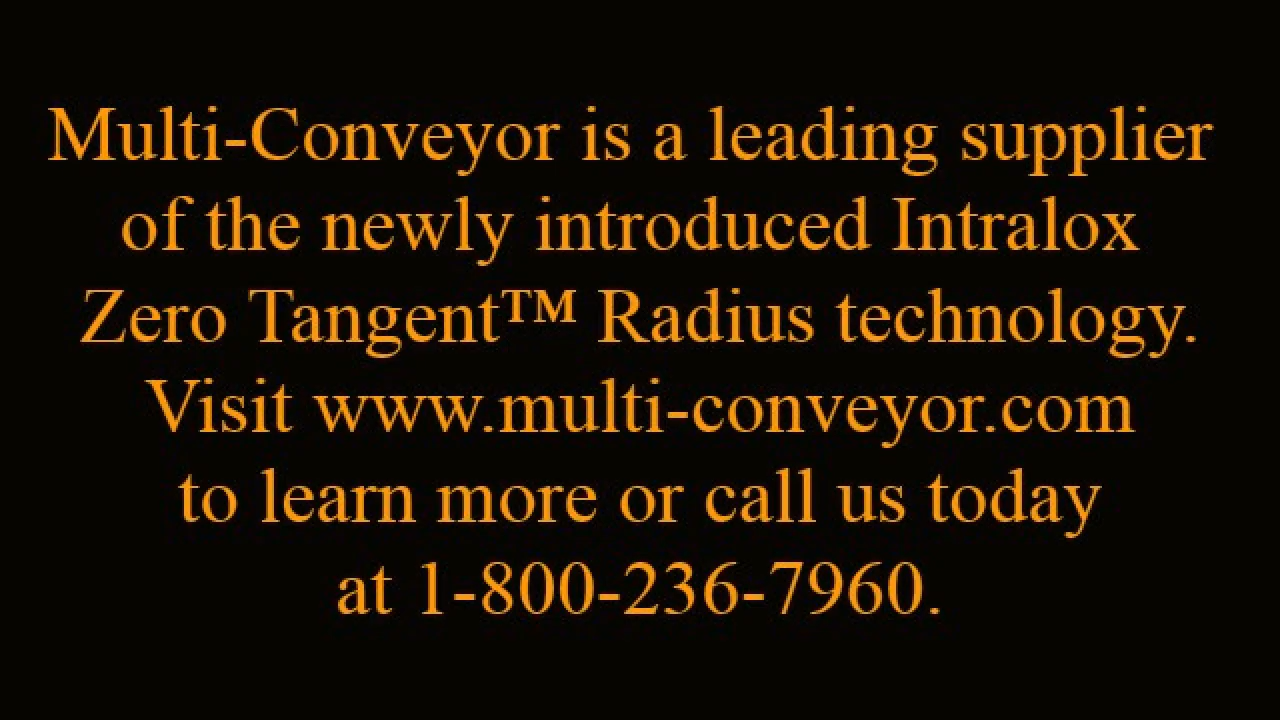 Multi-Conveyor is a leading supplier
of the newly introduced Intralox
Zero Tangent™ Radius technology.
Visit www.multi-conveyor.com
to learn more or call us today
at 1-800-236-7960.